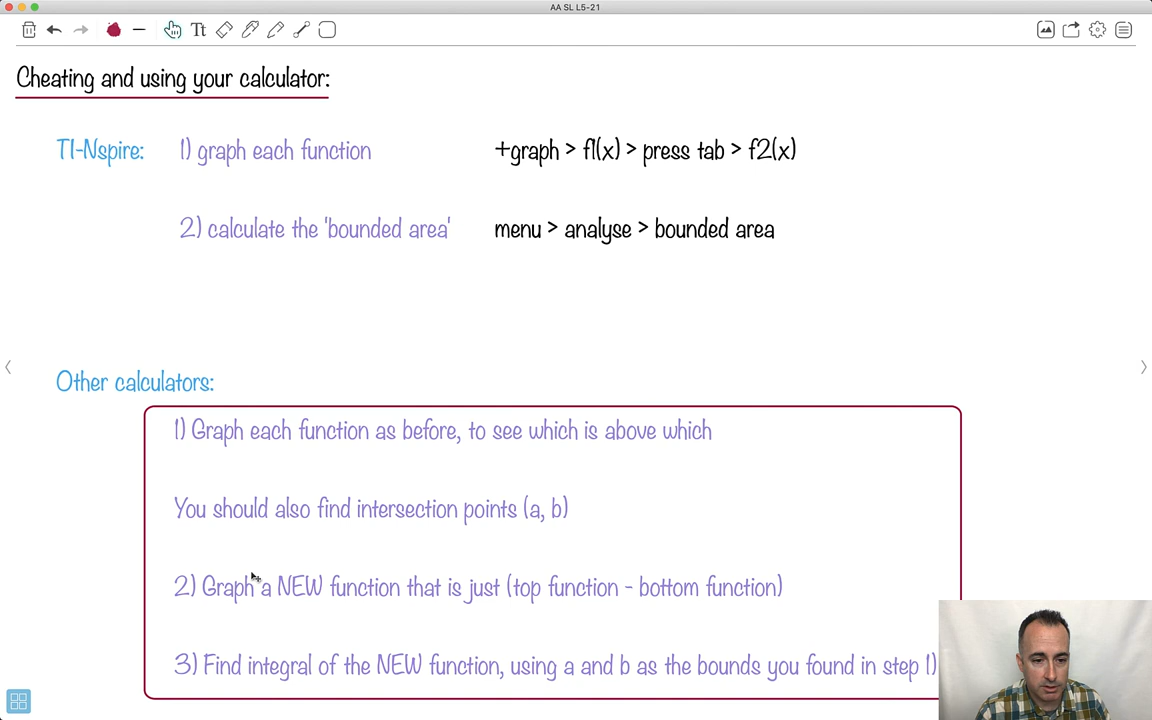 AA SL L5-21
Tt
Cheating and using your calculator:
TI-Nspire: 1) graph each function +graph > f1(x) > press tab > f2(x)
2) calculate the 'bounded area' menu > analyse > bounded area
Other calculators:
1) Graph each function as before, to see which is above which
You should also find intersection points (a, b)
2) Graph a NEW function that is just (top function - bottom function)
3) Find integral of the NEW function, using a and b as the bounds you found in step 1)